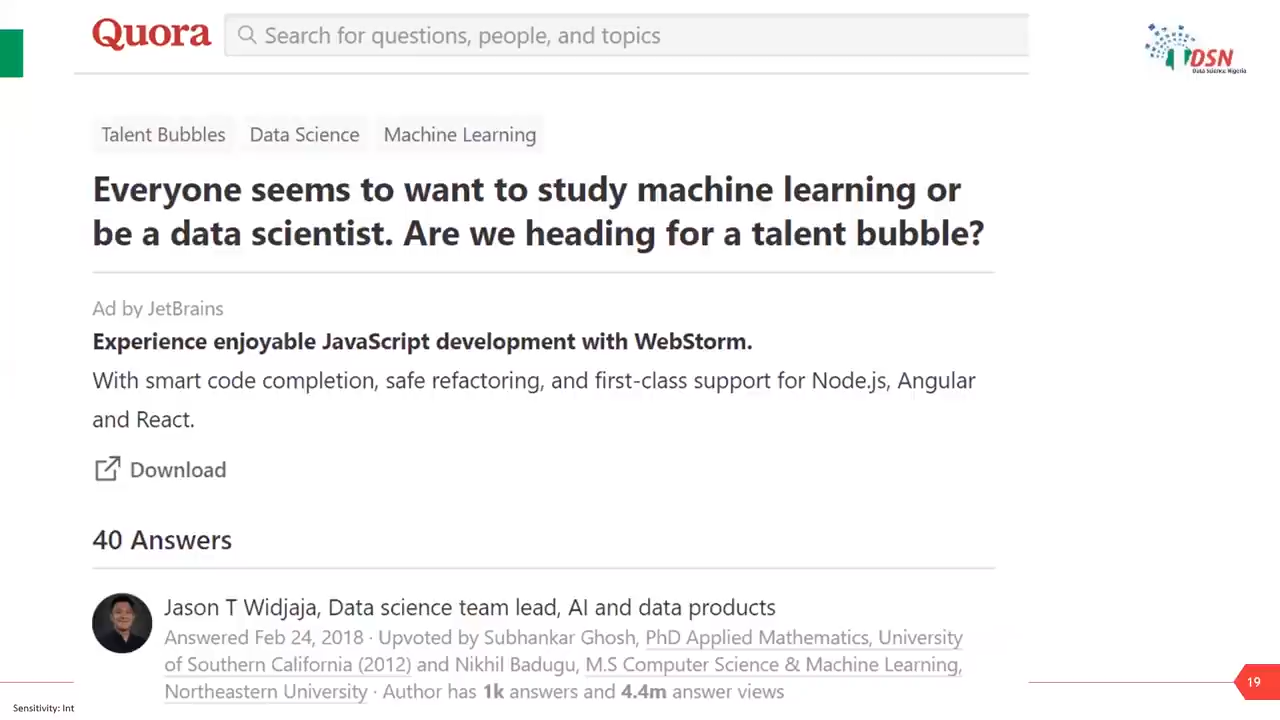 Quora
Search for questions, people, and topics
DSN
Data Science Nigeria
Talent Bubbles
Data Science
Machine Learning
Everyone seems to want to study machine learning or
be a data scientist. Are we heading for a talent bubble?
Ad by JetBrains
Experience enjoyable JavaScript development with WebStorm.
With smart code completion, safe refactoring, and first-class support for Node.js, Angular
and React.
Download
40 Answers
Jason T Widjaja, Data science team lead, AI and data products
Answered Feb 24, 2018 · Upvoted by Subhankar Ghosh, PhD Applied Mathematics, University
of Southern California (2012) and Nikhil Badugu, M.S Computer Science & Machine Learning,
Northeastern University · Author has 1k answers and 4.4m answer views
19
Sensitivity: Int